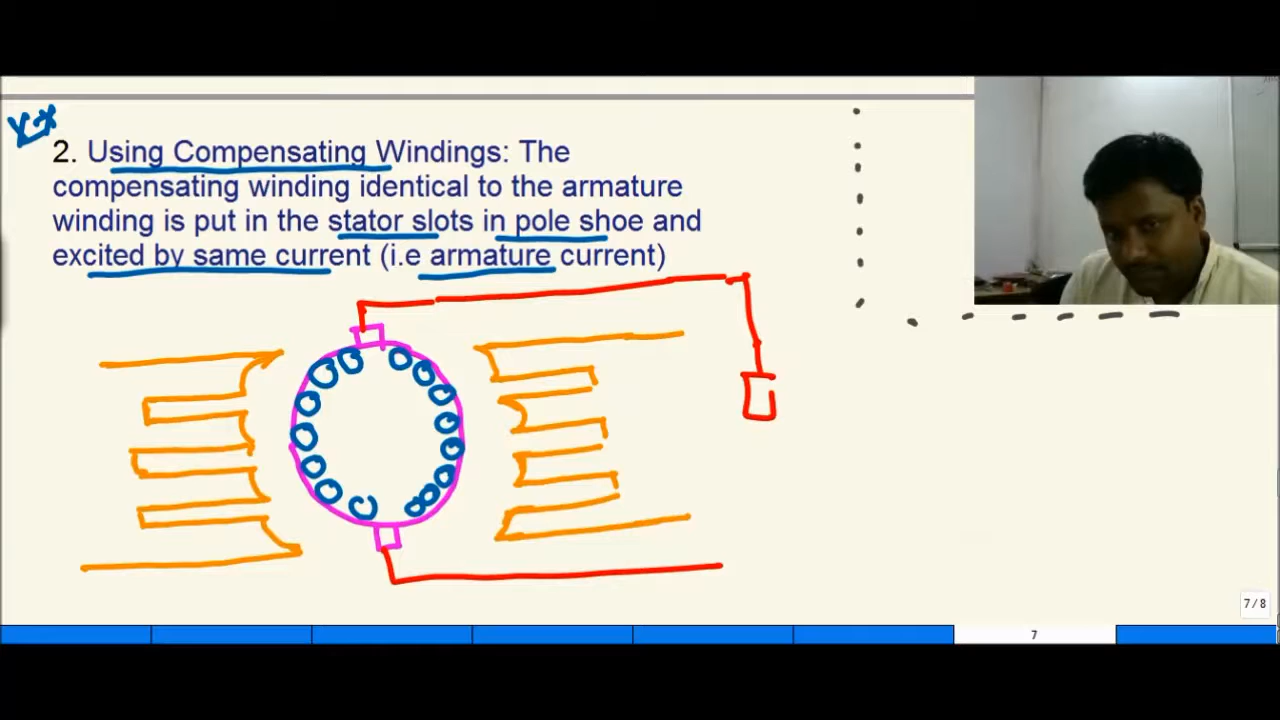 2. Using Compensating Windings: The
compensating winding identical to the armature
winding is put in the stator slots in pole shoe and
excited by same current (i.e armature current)
7/8
7